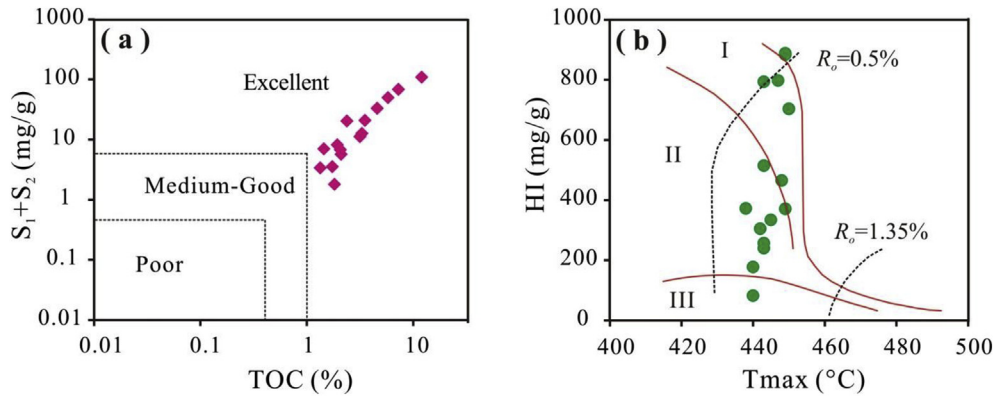 ( a )
1000
100
10
1
0.1
0.01
S₁+S₂ (mg/g)
Excellent
Medium-Good
Poor
0.01
0.1
1
10
TOC (%)
( b )
1000
800
600
400
200
0
HI (mg/g)
I
II
III
Rₒ=0.5%
Rₒ=1.35%
400
420
440
460
480
500
Tmax (°C)